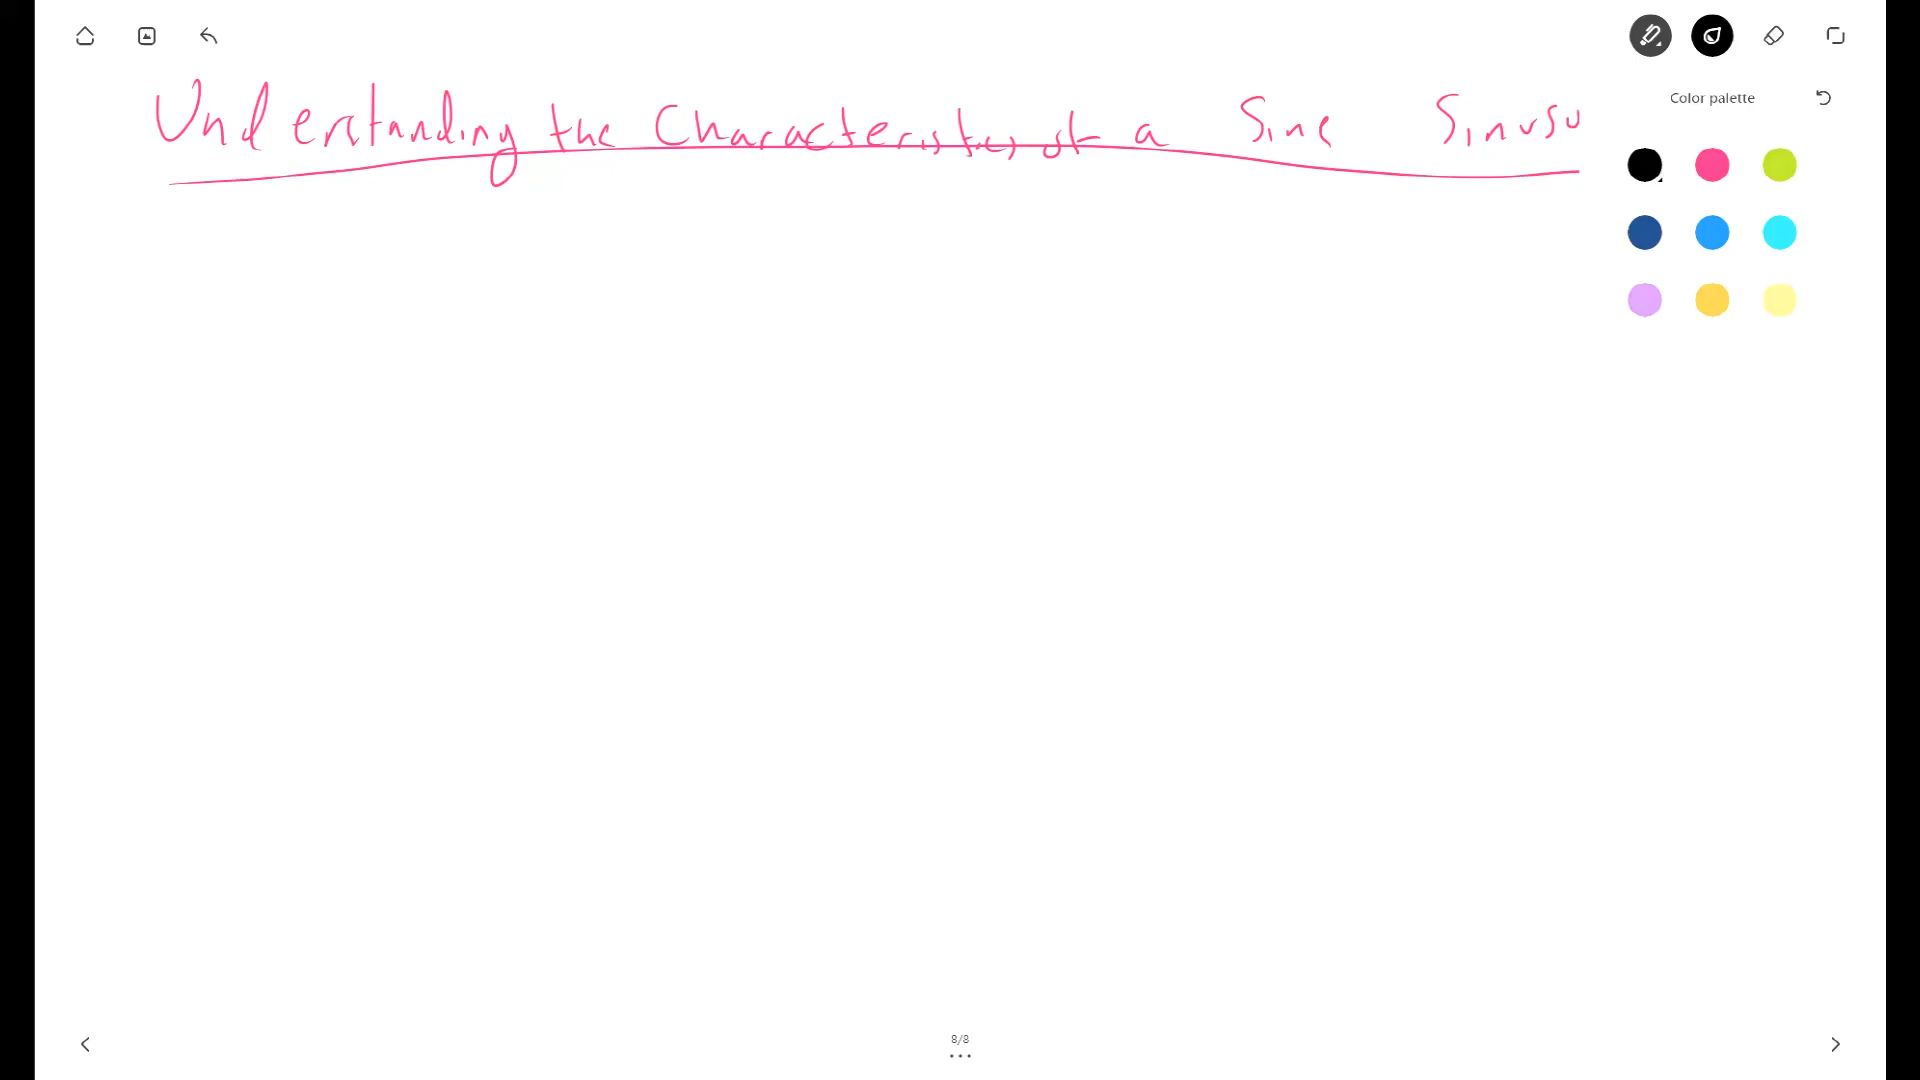 Understanding the Characteristics of a Sine Sinusu
Color palette
8/8